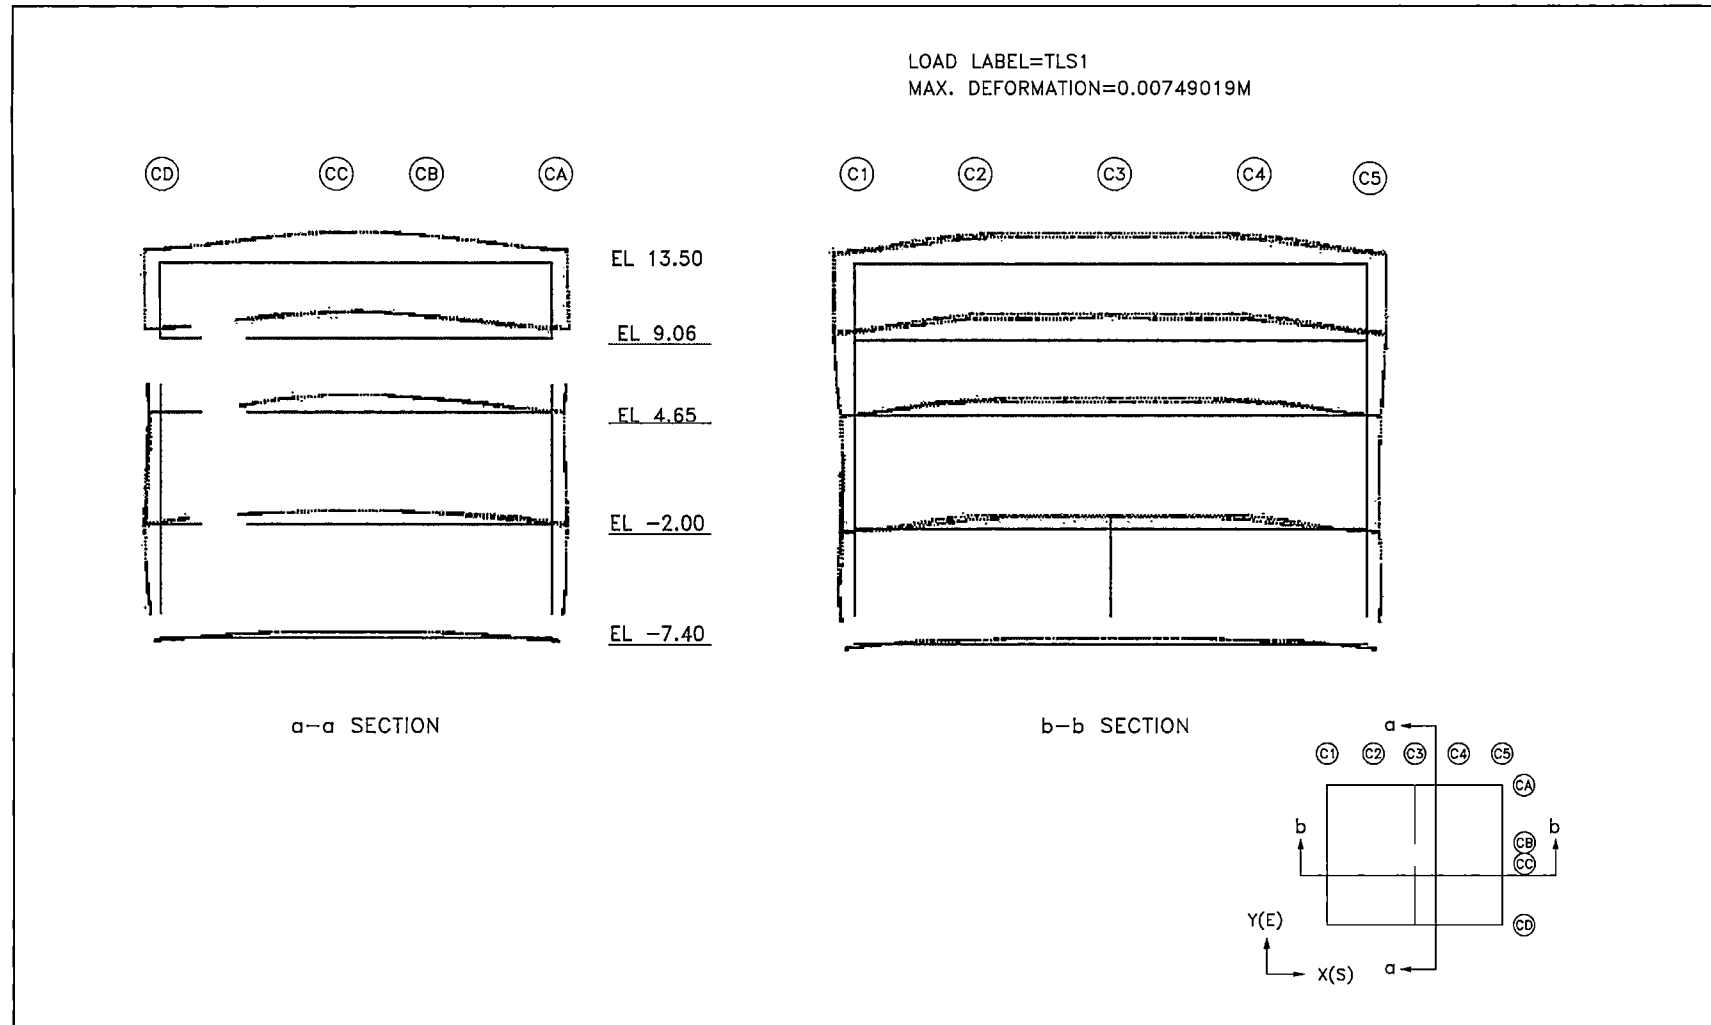 LOAD LABEL=TLS1
MAX. DEFORMATION=0.00749019M
CD CC CB CA
C1 C2 C3 C4 C5
EL 13.50
EL 9.06
EL 4.65
EL -2.00
EL -7.40
a-a SECTION
b-b SECTION
a
C1 C2 C3 C4 C5
CA
b b
CB
CC
Y(E)
CD
X(S)
a